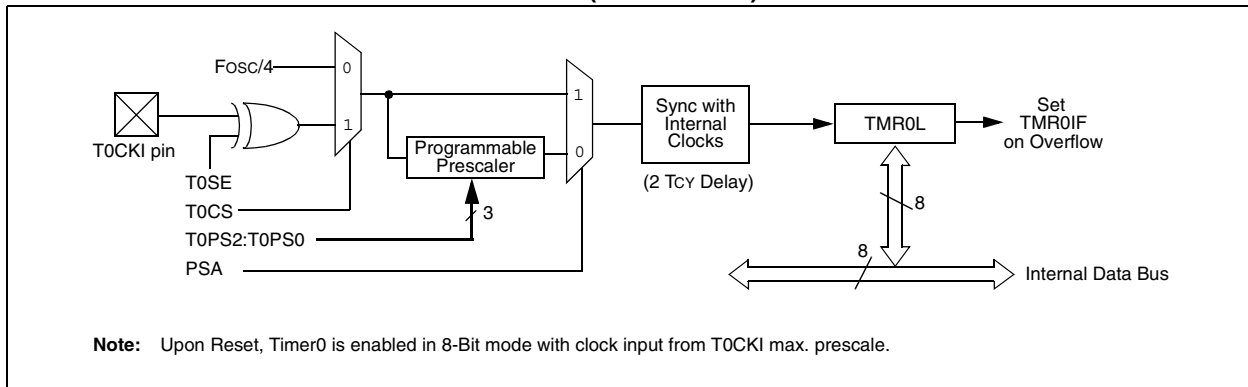 FOSC/4
0
1
T0CKI pin
T0SE
T0CS
T0PS2:T0PS0
PSA
Programmable
Prescaler
3
1
0
Sync with
Internal
Clocks
(2 TCY Delay)
TMR0L
Set
TMR0IF
on Overflow
8
8
Internal Data Bus
Note: Upon Reset, Timer0 is enabled in 8-Bit mode with clock input from T0CKI max. prescale.